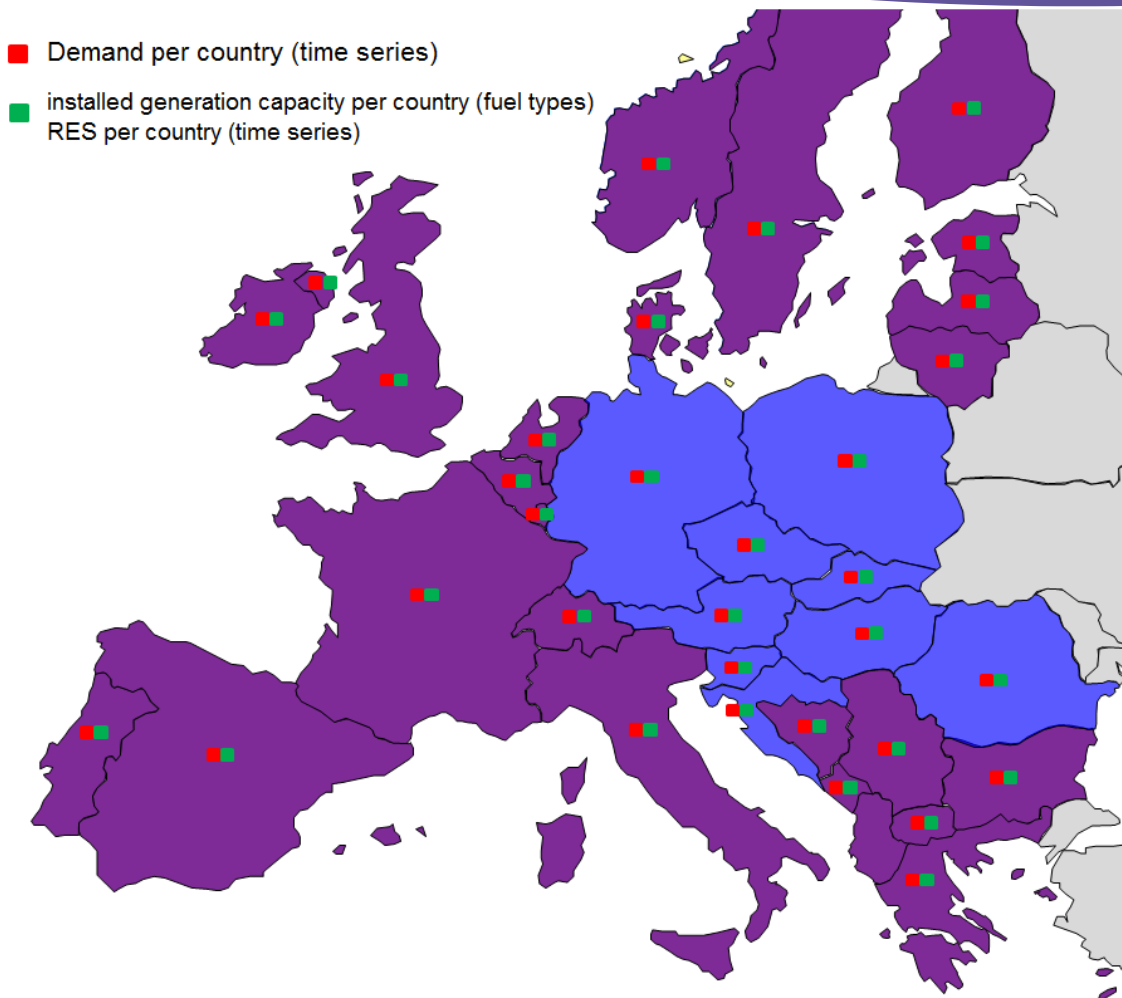 Demand per country (time series)
installed generation capacity per country (fuel types)
RES per country (time series)